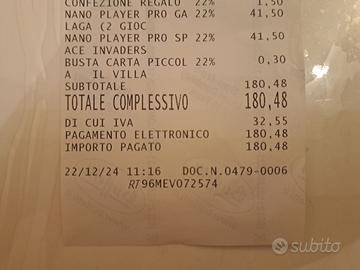 CONFEZIONE REGALO 22% 1,50
NANO PLAYER PRO GA 22% 41,50
LAGA (2 GIOC
NANO PLAYER PRO SP 22% 41,50
ACE INVADERS
BUSTA CARTA PICCOL 22% 0,30
A IL VILLA
SUBTOTALE 180,48
TOTALE COMPLESSIVO 180,48
DI CUI IVA 32,55
PAGAMENTO ELETTRONICO 180,48
IMPORTO PAGATO 180,48
22/12/24 11:16 DOC.N.0479-0006
RT96MEV072574
subito